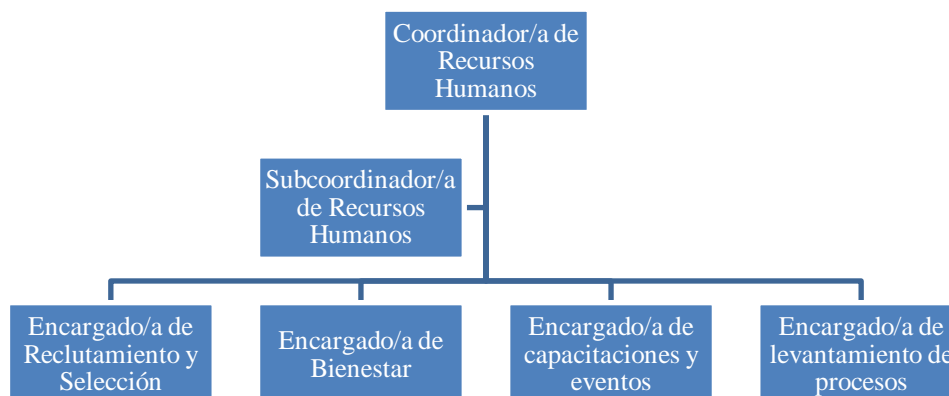 Coordinador/a de
Recursos
Humanos
Subcoordinador/a
de Recursos
Humanos
Encargado/a de
Reclutamiento y
Selección
Encargado/a de
Bienestar
Encargado/a de
capacitaciones y
eventos
Encargado/a de
levantamiento de
procesos